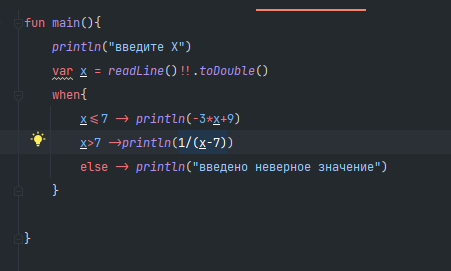 fun main(){
println("введите X")
var x = readLine()!!.toDouble()
when{
x<=7 -> println(-3*x+9)
x>7 ->println(1/(x-7))
else -> println("введено неверное значение")
}
}